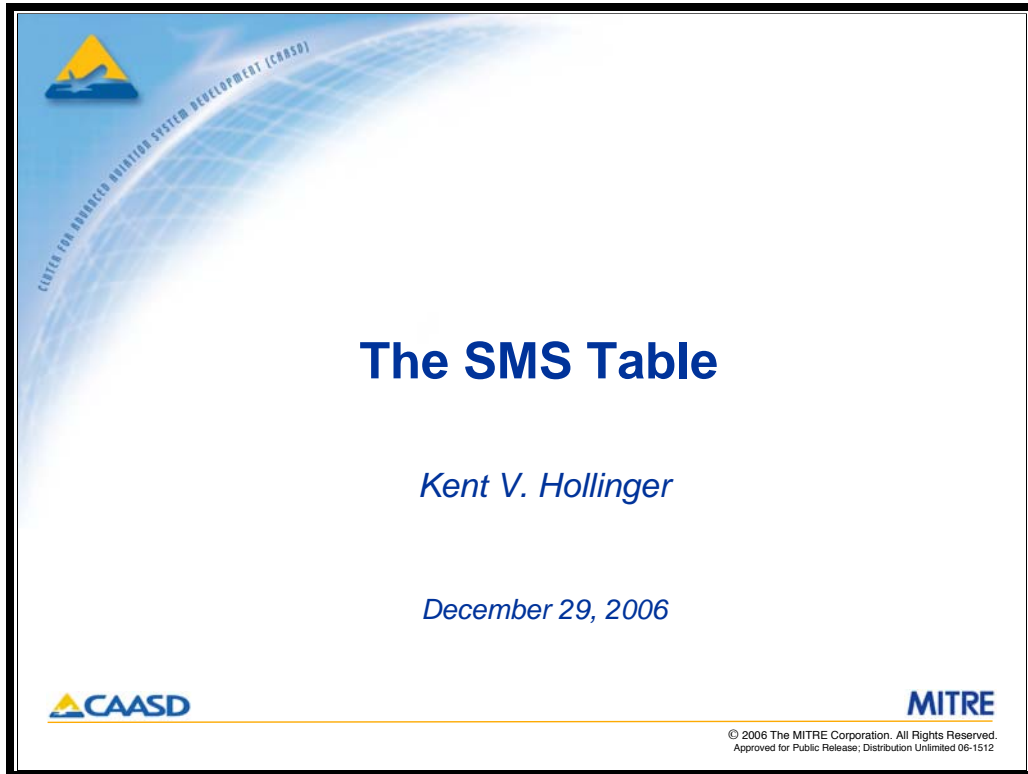 CENTER FOR ADVANCED AVIATION SYSTEM DEVELOPMENT (CAASD)
The SMS Table
Kent V. Hollinger
December 29, 2006
CAASD
MITRE
© 2006 The MITRE Corporation. All Rights Reserved.
Approved for Public Release; Distribution Unlimited 06-1512